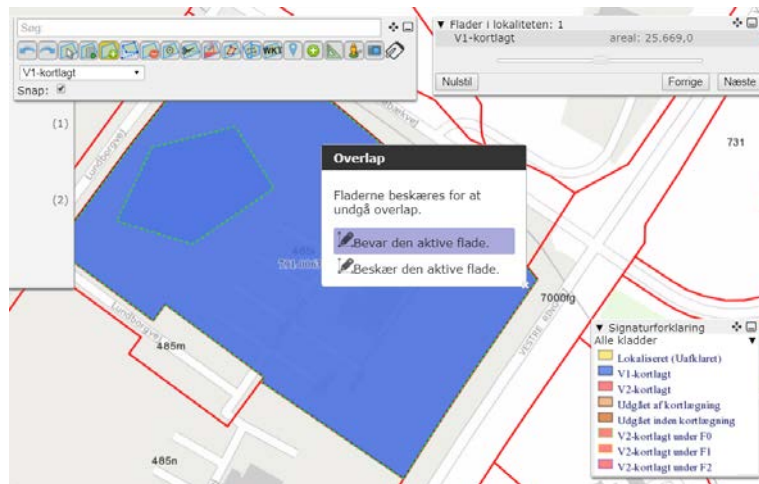 Søg:
WKT
V1-kortlagt
Snap:
▼ Flader i lokaliteten: 1
V1-kortlagt areal: 25.669,0
Nulstil Forrige Næste
(1)
(2)
Lundborgvej
731
Overlap
Fladerne beskæres for at
undgå overlap.
Bevar den aktive flade.
Beskær den aktive flade.
7000fg
Lundborgvej
485m
485n
▼ Signaturforklaring
Alle kladder ▼
Lokaliseret (Uafklaret)
V1-kortlagt
V2-kortlagt
Udgået af kortlægning
Udgået inden kortlægning
V2-kortlagt under F0
V2-kortlagt under F1
V2-kortlagt under F2